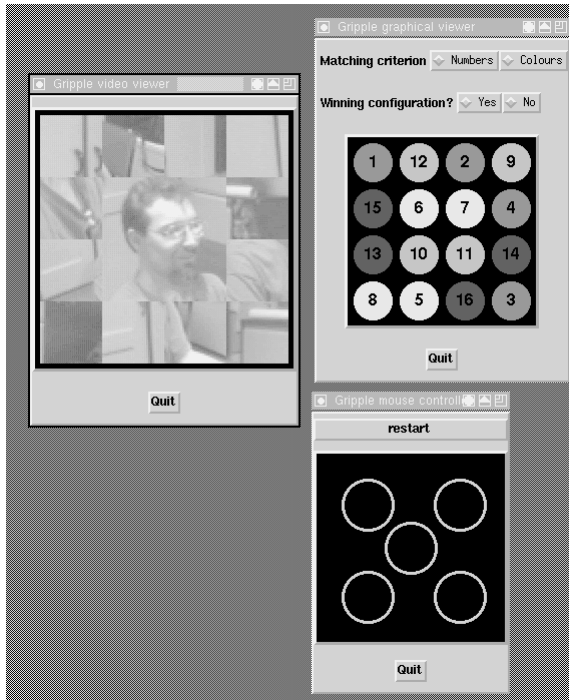 Gripple video viewer
Quit
Gripple graphical viewer
Matching criterion Numbers Colours
Winning configuration? Yes No
1 12 2 9
15 6 7 4
13 10 11 14
8 5 16 3
Quit
Gripple mouse controll
restart
Quit